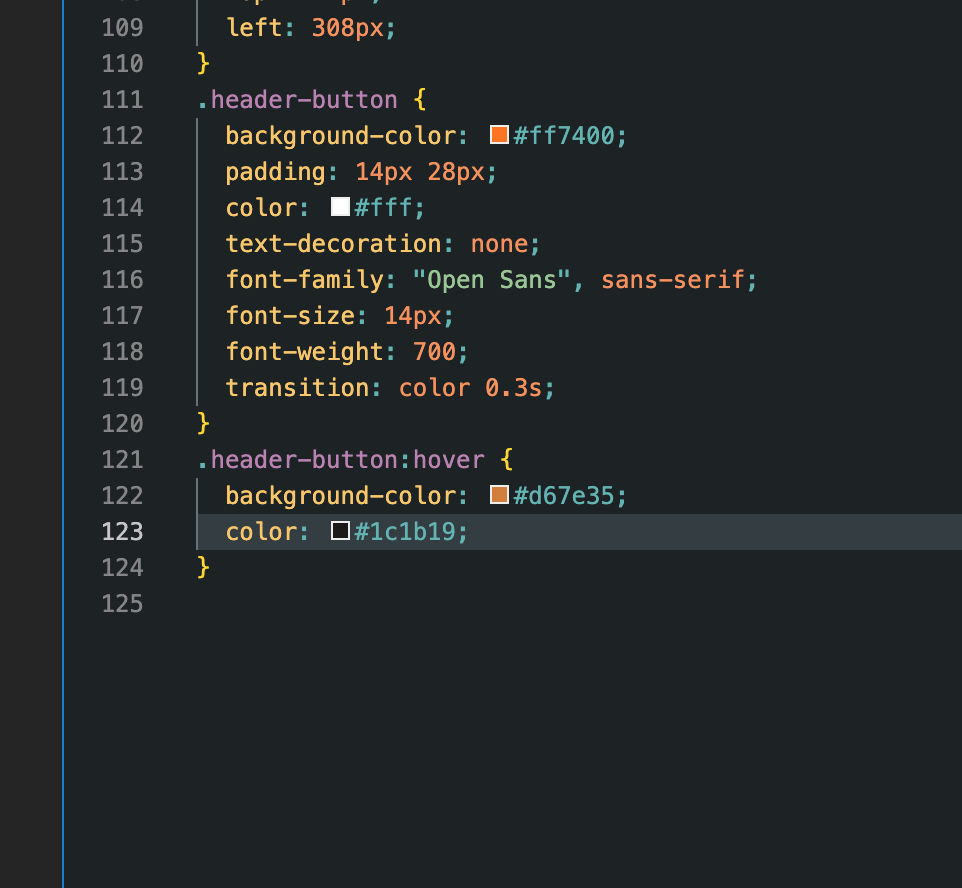 109 left: 308px;
110 }
111 .header-button {
112 background-color: #ff7400;
113 padding: 14px 28px;
114 color: #fff;
115 text-decoration: none;
116 font-family: "Open Sans", sans-serif;
117 font-size: 14px;
118 font-weight: 700;
119 transition: color 0.3s;
120 }
121 .header-button:hover {
122 background-color: #d67e35;
123 color: #1c1b19;
124 }
125